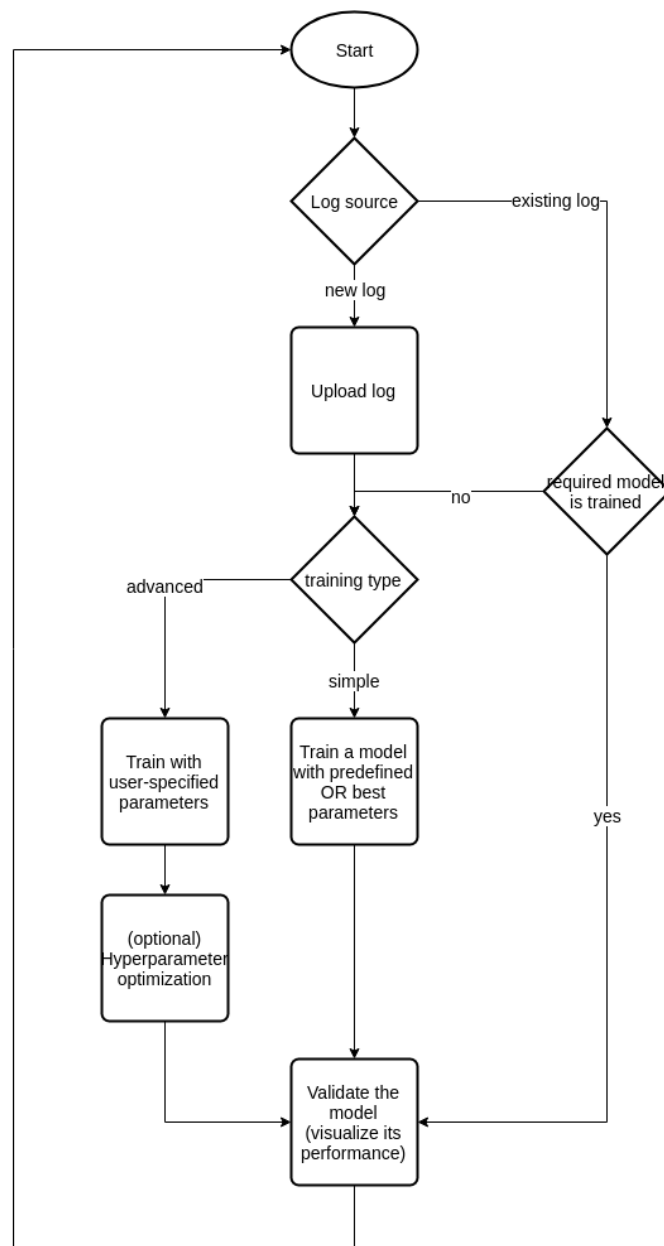 Start
Log source
existing log
new log
Upload log
required model
is trained
no
training type
advanced
simple
Train with
user-specified
parameters
Train a model
with predefined
OR best
parameters
yes
(optional)
Hyperparameter
optimization
Validate the
model
(visualize its
performance)